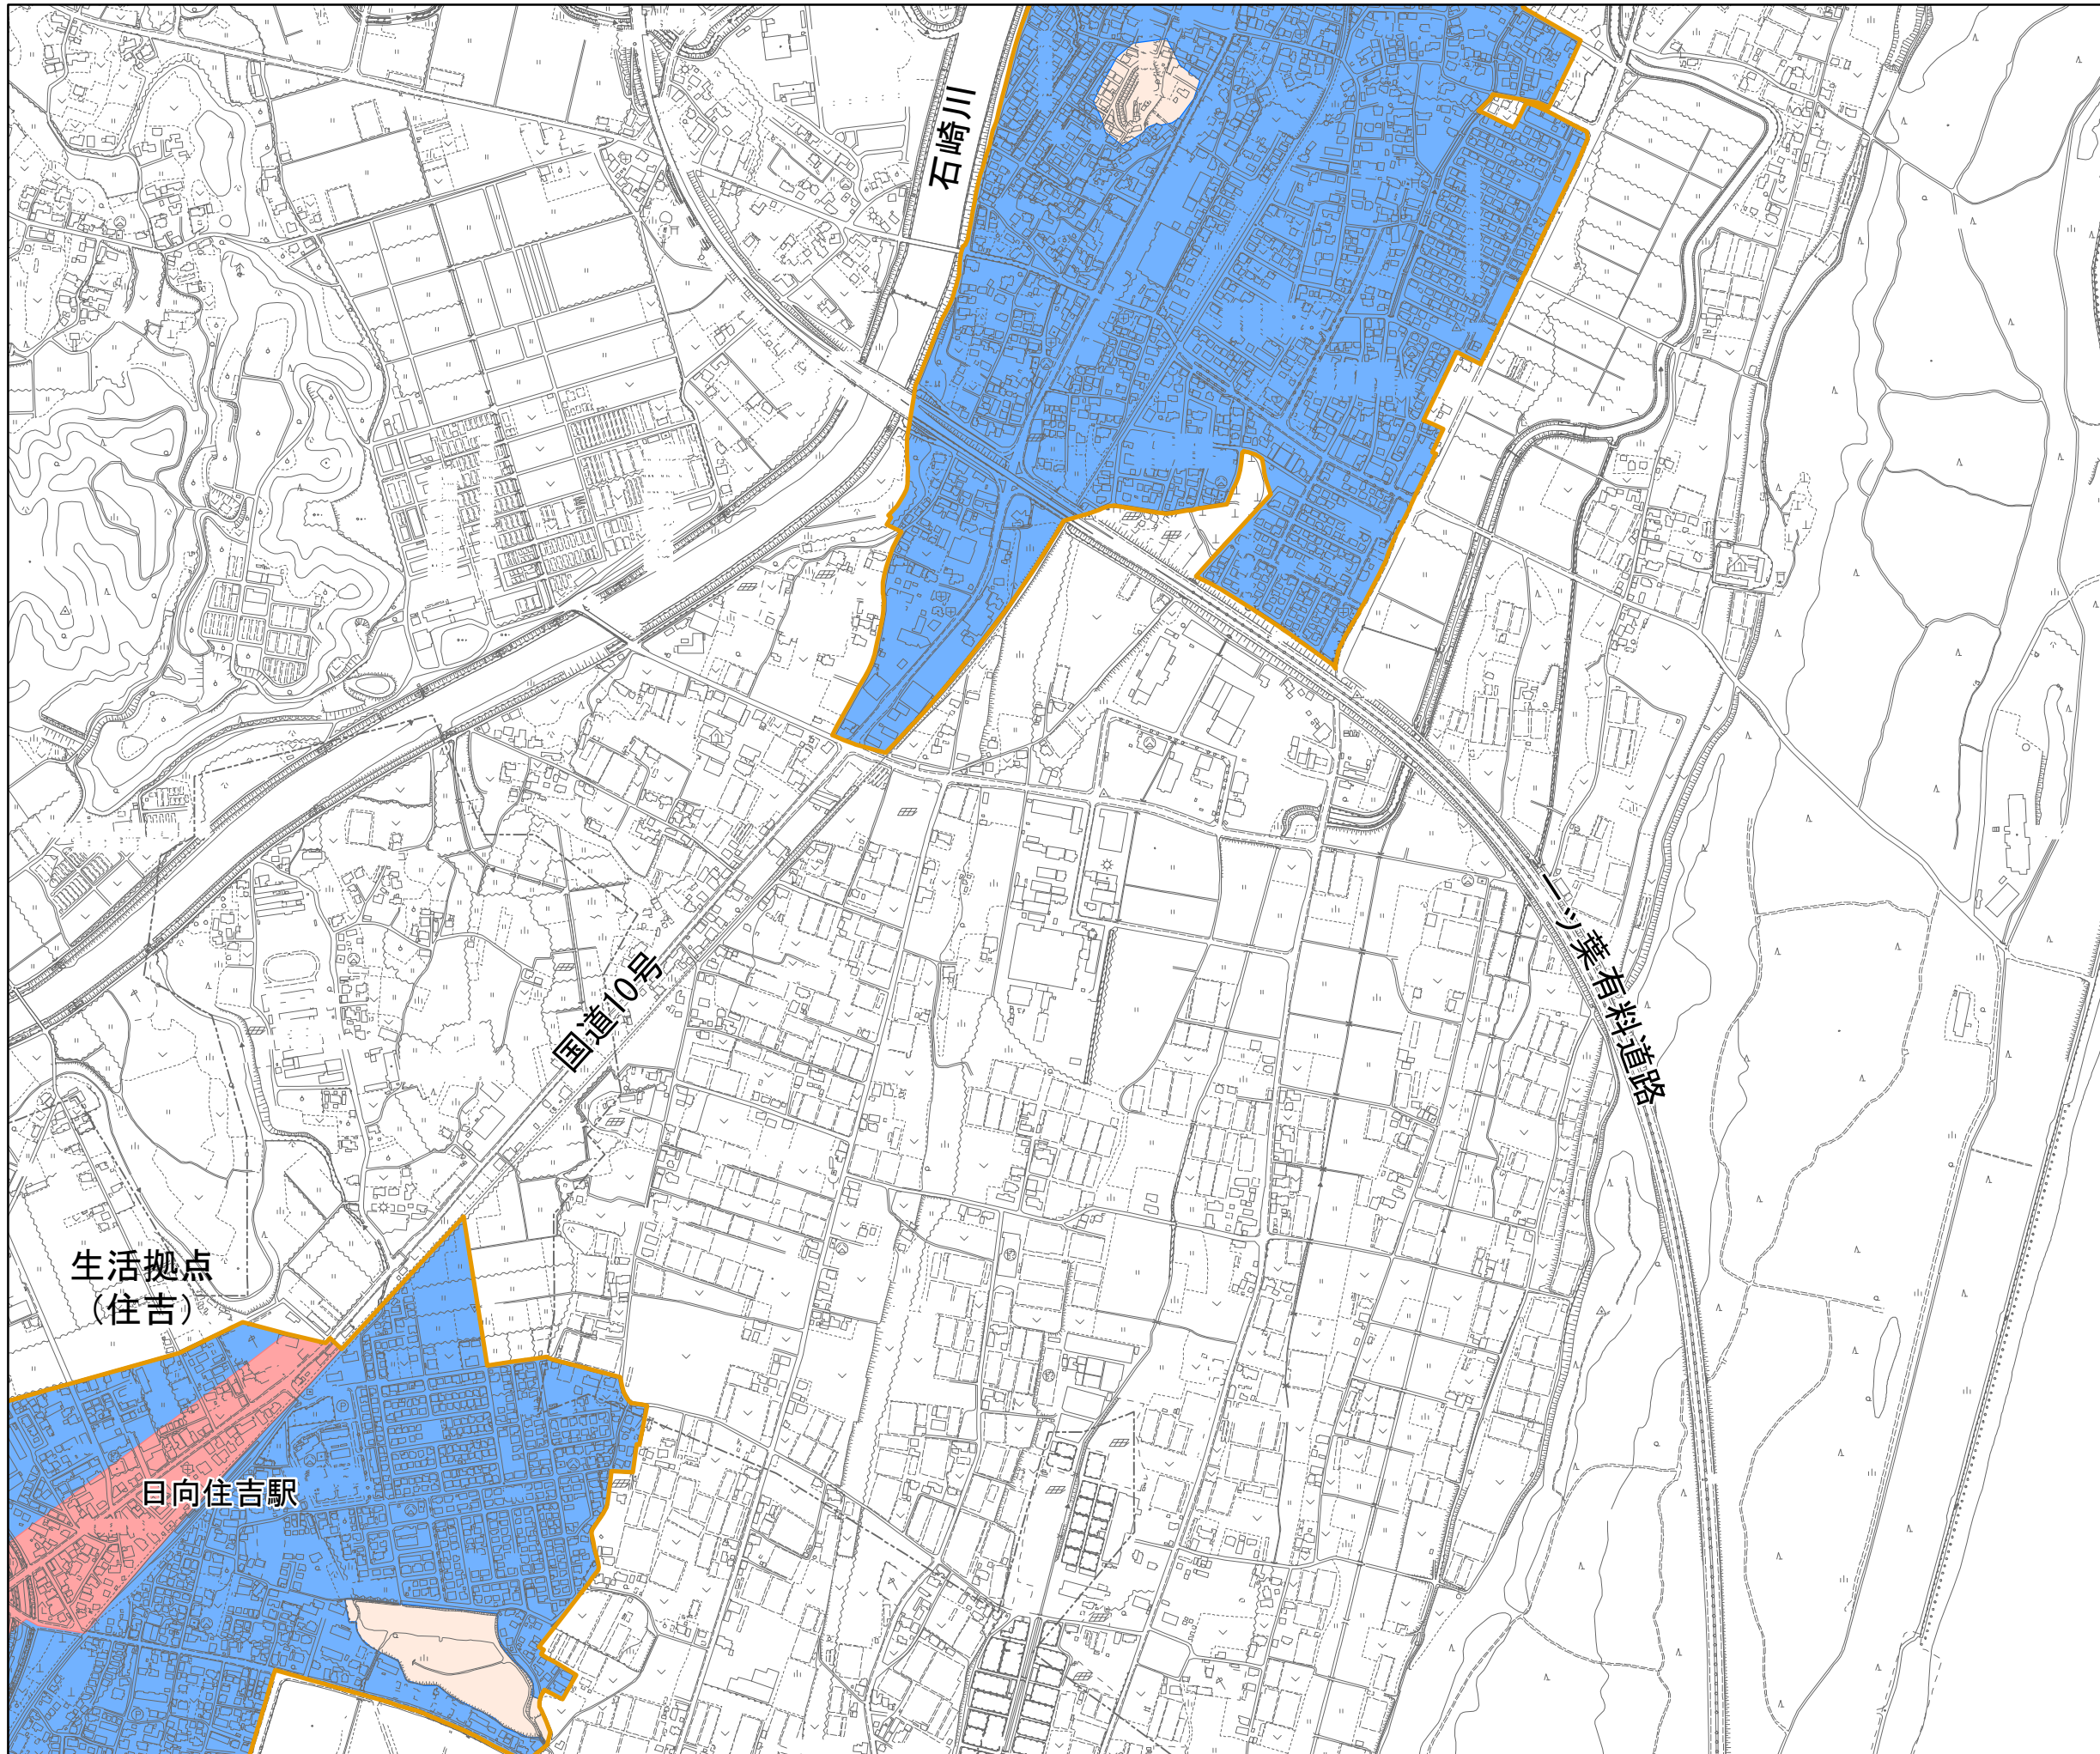 石崎川
一ツ葉有料道路
国道10号
生活拠点
（住吉）
日向住吉駅